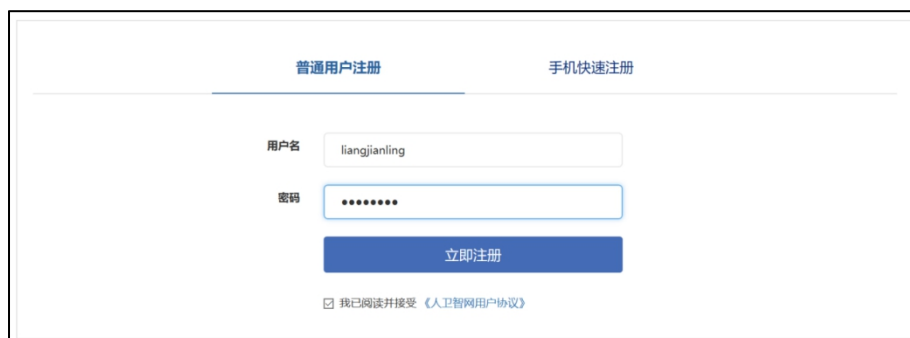 普通用户注册 手机快速注册
用户名 liangjianling
密码 ••••••••
立即注册
我已阅读并接受 《人卫智网用户协议》